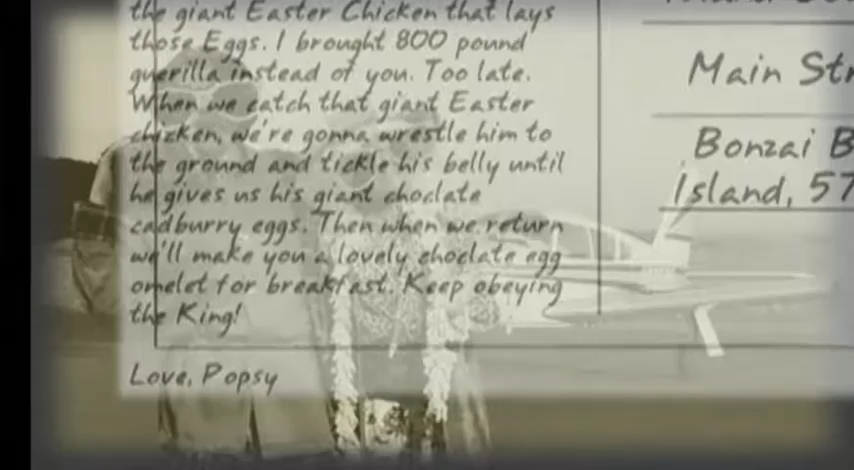 the giant Easter Chicken that lays
those Eggs. I brought 800 pound
guerilla instead of you. Too late.
When we catch that giant Easter
chicken, we're gonna wrestle him to
the ground and tickle his belly until
he gives us his giant choclate
cadburry eggs. Then when we return
we'll make you a lovely choclate egg
omelet for breakfast. Keep obeying
the King!
Love, Popsy
Main Str
Bonzai B
Island, 57